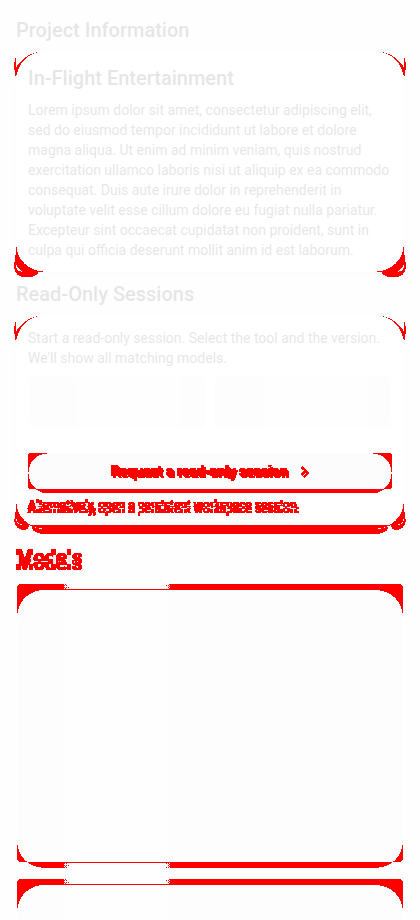 Project Information
In-Flight Entertainment
Lorem ipsum dolor sit amet, consectetur adipiscing elit,
sed do eiusmod tempor incididunt ut labore et dolore
magna aliqua. Ut enim ad minim veniam, quis nostrud
exercitation ullamco laboris nisi ut aliquip ex ea commodo
consequat. Duis aute irure dolor in reprehenderit in
voluptate velit esse cillum dolore eu fugiat nulla pariatur.
Excepteur sint occaecat cupidatat non proident, sunt in
culpa qui officia deserunt mollit anim id est laborum.
Read-Only Sessions
Start a read-only session. Select the tool and the version.
We'll show all matching models.
Request a read-only session
Alternatively, open a persistent workspace session.
Models